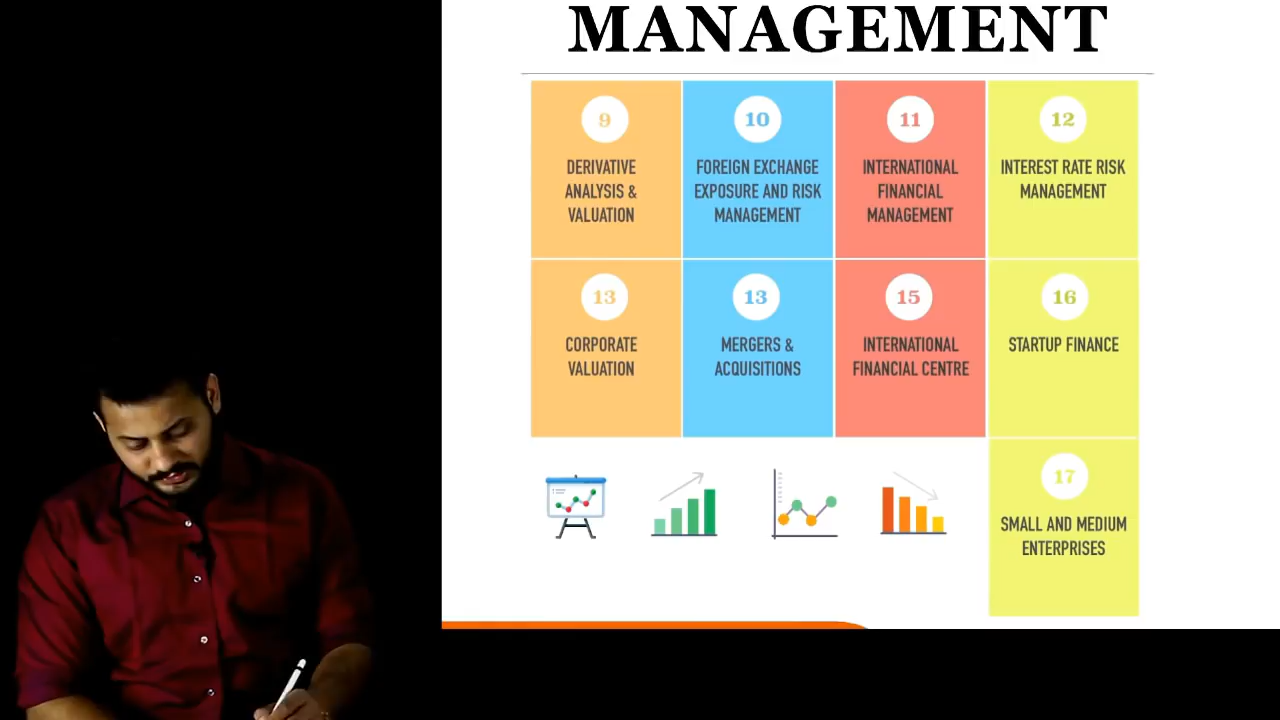 MANAGEMENT
9
DERIVATIVE
ANALYSIS &
VALUATION
10
FOREIGN EXCHANGE
EXPOSURE AND RISK
MANAGEMENT
11
INTERNATIONAL
FINANCIAL
MANAGEMENT
12
INTEREST RATE RISK
MANAGEMENT
13
CORPORATE
VALUATION
13
MERGERS &
ACQUISITIONS
15
INTERNATIONAL
FINANCIAL CENTRE
16
STARTUP FINANCE
17
SMALL AND MEDIUM
ENTERPRISES